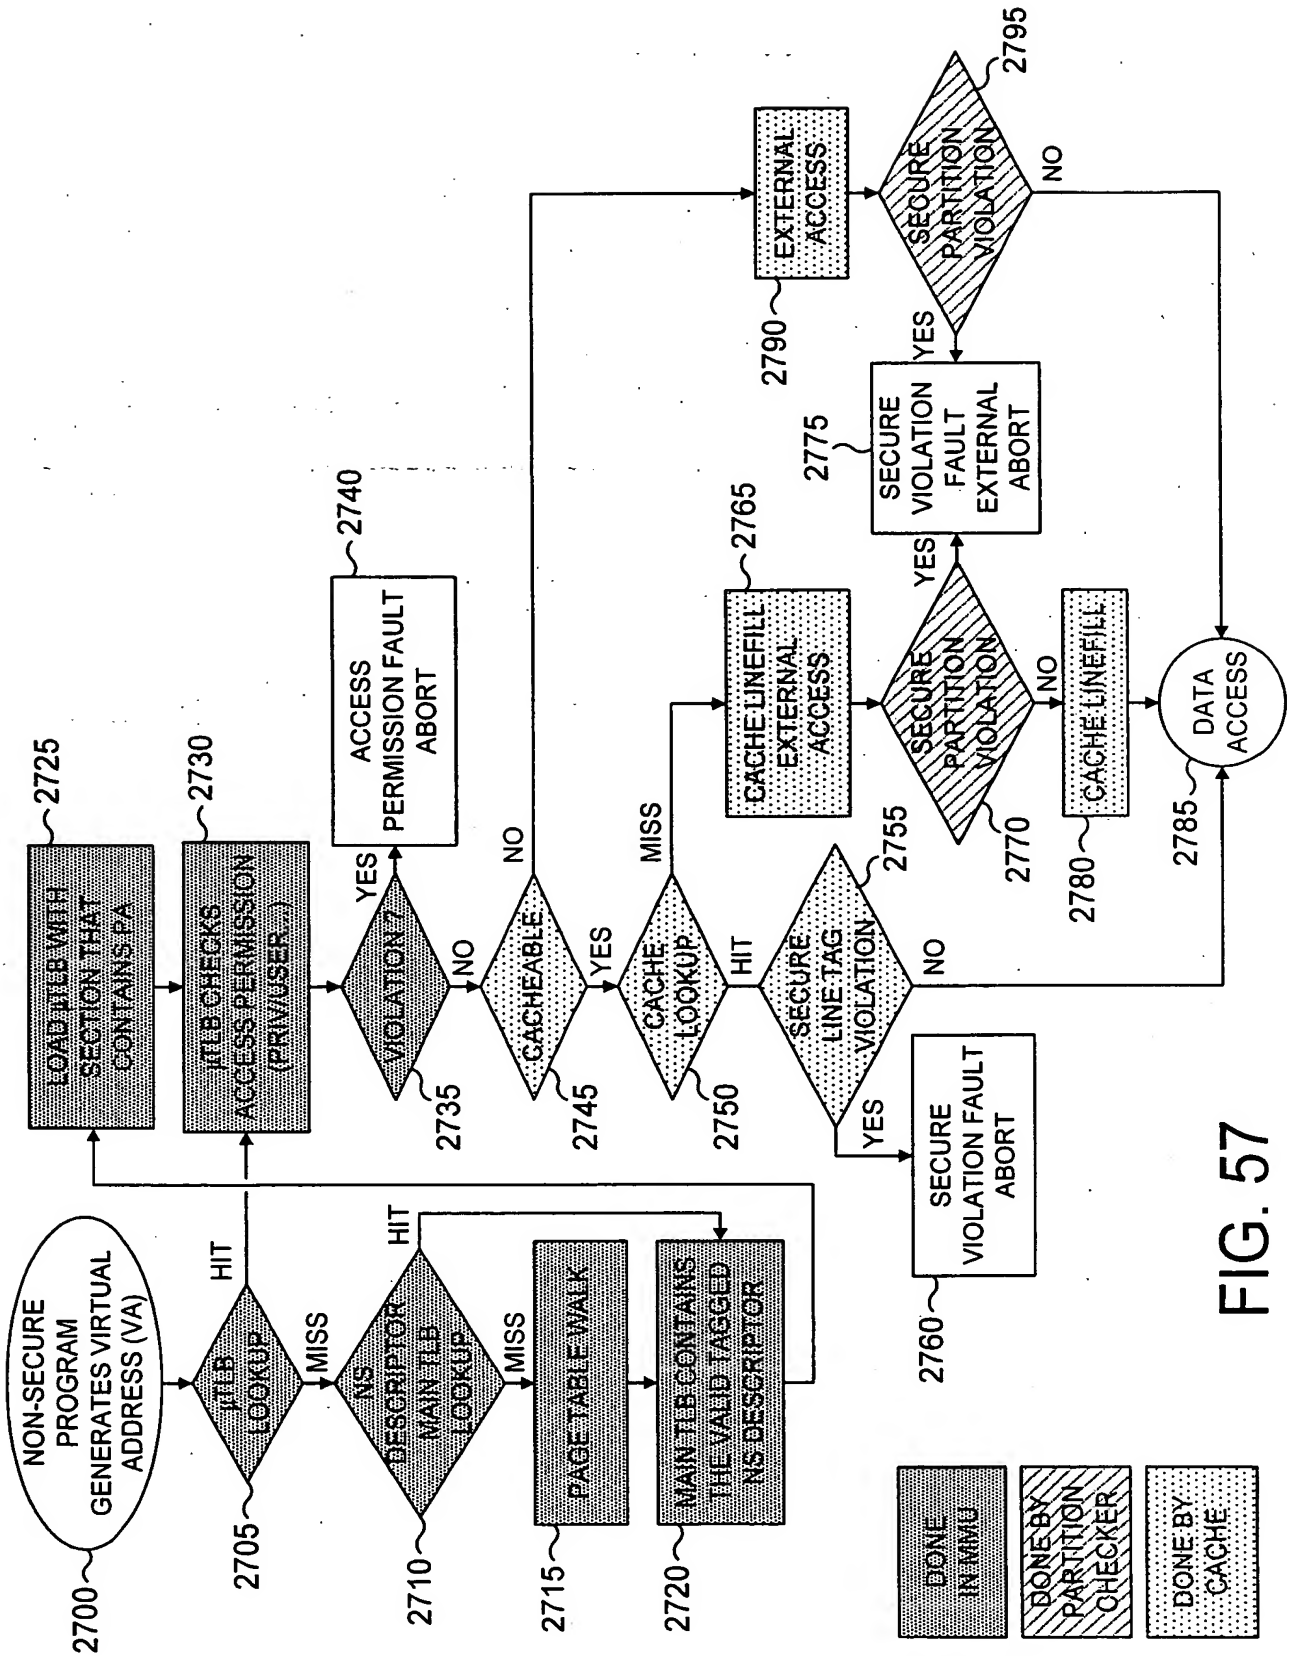 2700
NON-SECURE
PROGRAM
GENERATES VIRTUAL
ADDRESS (VA)
2705
µTLB
LOOKUP
HIT
MISS
2710
NS
DESCRIPTOR
MAIN TLB
LOOKUP
HIT
MISS
2715
PAGE TABLE WALK
2720
MAIN TLB CONTAINS
THE VALID TAGGED
NS DESCRIPTOR
2725
LOAD µTLB WITH
SECTION THAT
CONTAINS PA
2730
µTLB CHECKS
ACCESS PERMISSION
(PRIV/USER...)
2735
VIOLATION ?
YES
NO
2740
ACCESS
PERMISSION FAULT
ABORT
2745
CACHEABLE
NO
YES
2750
CACHE
LOOKUP
MISS
HIT
2755
SECURE
LINE TAG
VIOLATION
YES
NO
2760
SECURE
VIOLATION FAULT
ABORT
2765
CACHE LINEFILL
EXTERNAL
ACCESS
2770
SECURE
PARTITION
VIOLATION
YES
NO
2775
SECURE
VIOLATION
FAULT
EXTERNAL
ABORT
2780
CACHE LINEFILL
2785
DATA
ACCESS
2790
EXTERNAL
ACCESS
2795
SECURE
PARTITION
VIOLATION
YES
NO
DONE
IN MMU
DONE BY
PARTITION
CHECKER
DONE BY
CACHE
FIG. 57